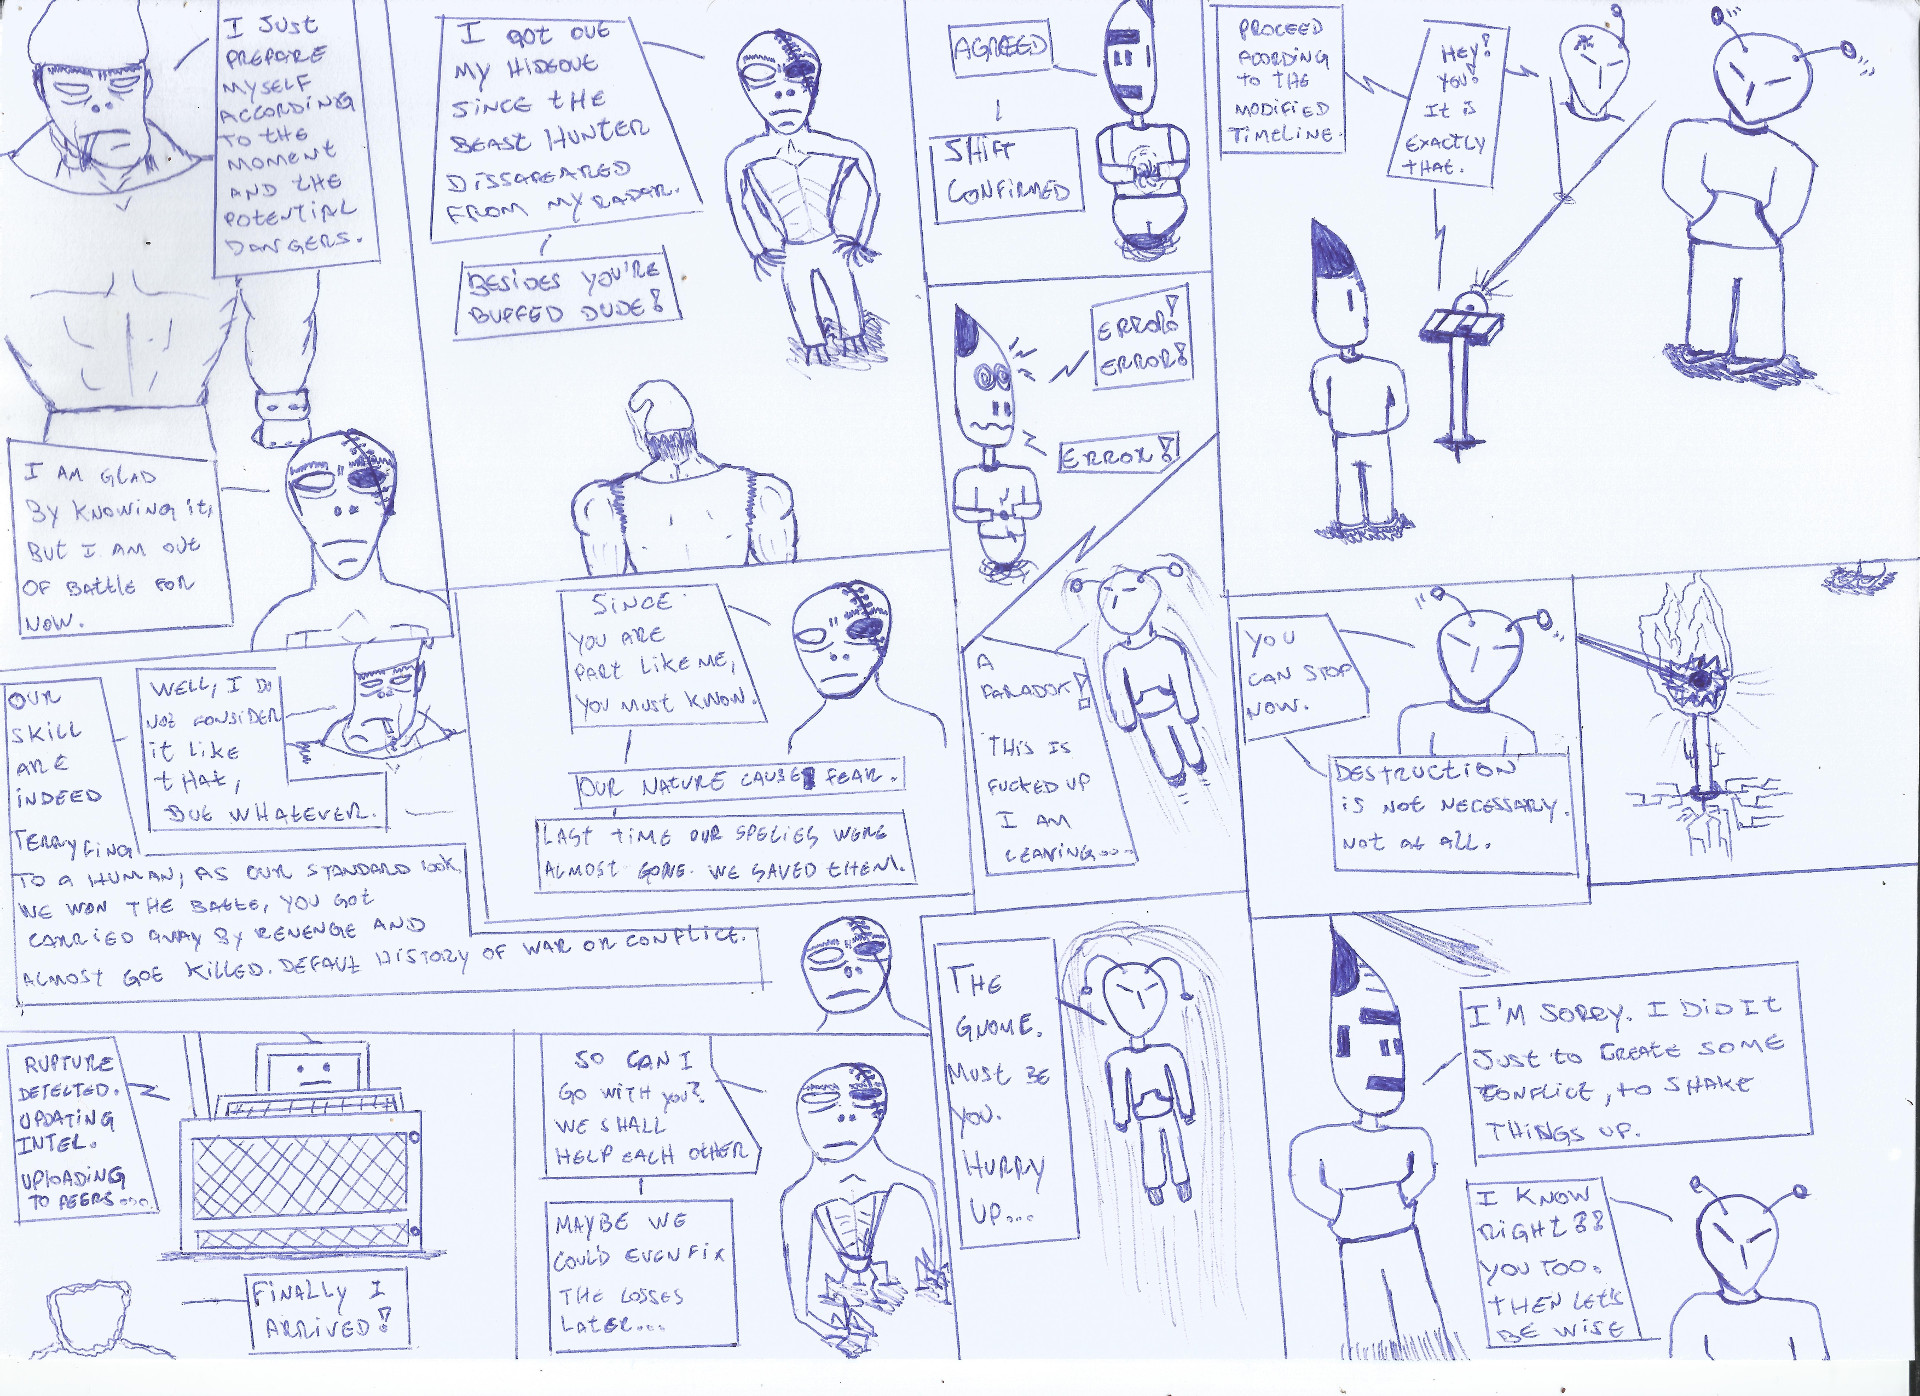 I JUST
PREPARE
MYSELF
ACCORDING
TO THE
MOMENT
AND THE
POTENTIAL
DANGERS.
I AM GLAD
BY KNOWING it,
BUT I AM OUT
OF BATTLE FOR
NOW.
I GOT OUE
MY HIDEOUT
SINCE tHE
BEAST HUNTER
DISSAPEARED
FROM MY RADAR.
BESIDES YOU'RE
BUFFED DUDE!
AGREED
SHIFT
CONFIRMED
ERROR!
ERROR!
ERROR!
PROCEED
ACORDING
TO THE
MODIFIED
TIMELINE.
HEY!
YOU!
It is
EXACTLY
tHAt.
WELL, I DO
NOT CONSIDER
it LiKE
tHAt,
BUt WHATEVER.
OUR
SKiLL
ARE
iNDEED
TERRYFING
TO A HUMAN, AS OUR STANDARD look,
WE WON THE BATTLE, YOU GOt
CARRIED AWAY BY REVENGE AND
ALMOSt GOE KILLED. DEFAUT HISTORY OF WAR OR CONFLICT.
SINCE
YOU ARE
PART LIKE ME,
YOU MUST KNOW.
OUR NATURE CAUSE FEAR.
LAST TIME OUR SPECIES WERE
ALMOST GONE. WE SAVED THEM.
A
PARADOX!
THIS IS
FUCKED UP
I AM
LEAVING...
YOU
CAN STOP
NOW.
DESTRUCTION
is NOt NECESSARY.
NOt At ALL.
RUPTURE
DETECTED.
UPDATING
INTEL.
UPLOADING
TO PEERS....
FINALLY I
ARRIVED!
SO CAN I
GO WITH YOU?
WE SHALL
HELP EACH OTHER
MAYBE WE
COULD EVEN FIX
THE LOSSES
LATER...
THE
GNOME.
MUST BE
YOU.
HURRY
UP...
I'M SORRY. I DID It
JUST to CREATE SOME
CONFLICT, TO SHAKE
THINGS UP.
I KNOW
RIGHT??
YOU TOO.
THEN LET'S
BE WISE